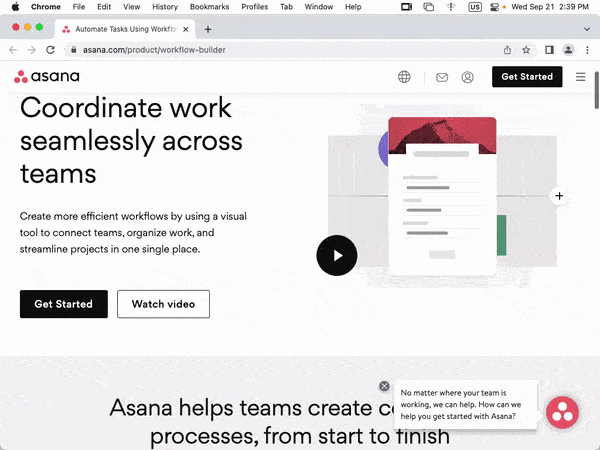 Chrome File Edit View History Bookmarks Profiles Tab Window Help US Wed Sep 21 2:39 PM
Automate Tasks Using Workflo
asana.com/product/workflow-builder
asana Get Started
Coordinate work
seamlessly across
teams
Create more efficient workflows by using a visual
tool to connect teams, organize work, and
streamline projects in one single place.
Get Started Watch video
No matter where your team is
working, we can help. How can we
help you get started with Asana?
Asana helps teams create
processes, from start to finish